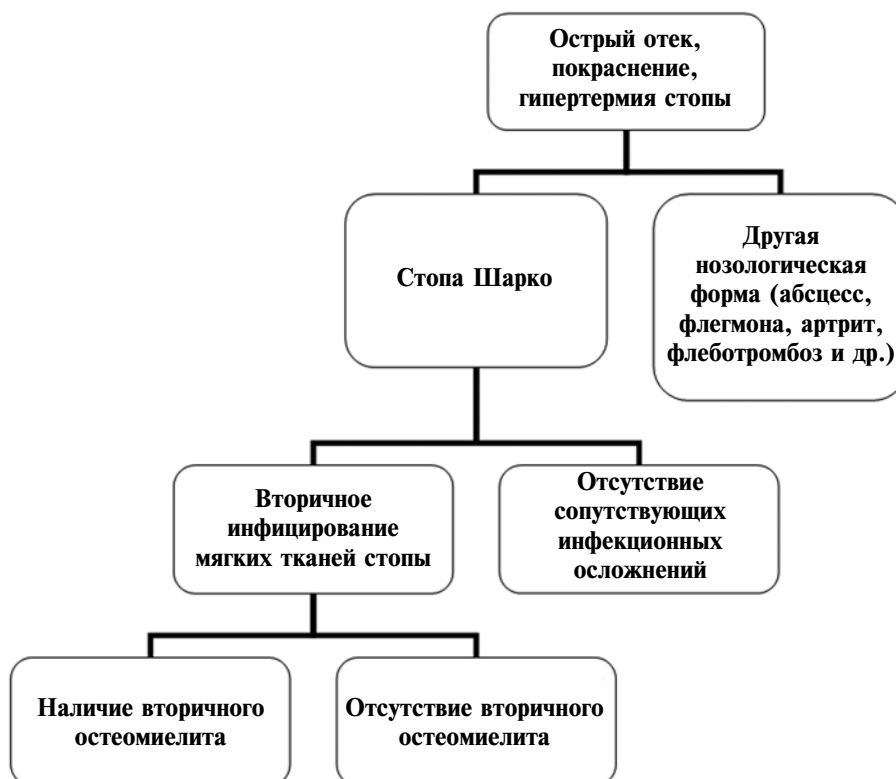 Острый отек,
покраснение,
гипертермия стопы
Стопа Шарко
Другая
нозологическая
форма (абсцесс,
флегмона, артрит,
флеботромбоз и др.)
Вторичное
инфицирование
мягких тканей стопы
Отсутствие
сопутствующих
инфекционных
осложнений
Наличие вторичного
остеомиелита
Отсутствие вторичного
остеомиелита